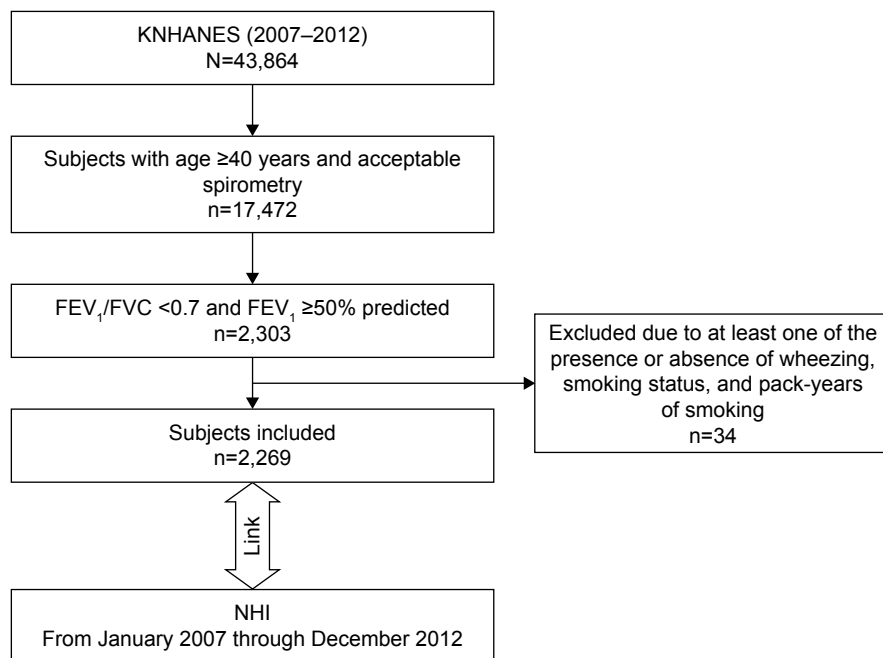 KNHANES (2007–2012)
N=43,864
Subjects with age ≥40 years and acceptable
spirometry
n=17,472
FEV₁/FVC <0.7 and FEV₁ ≥50% predicted
n=2,303
Excluded due to at least one of the
presence or absence of wheezing,
smoking status, and pack-years
of smoking
n=34
Subjects included
n=2,269
Link
NHI
From January 2007 through December 2012